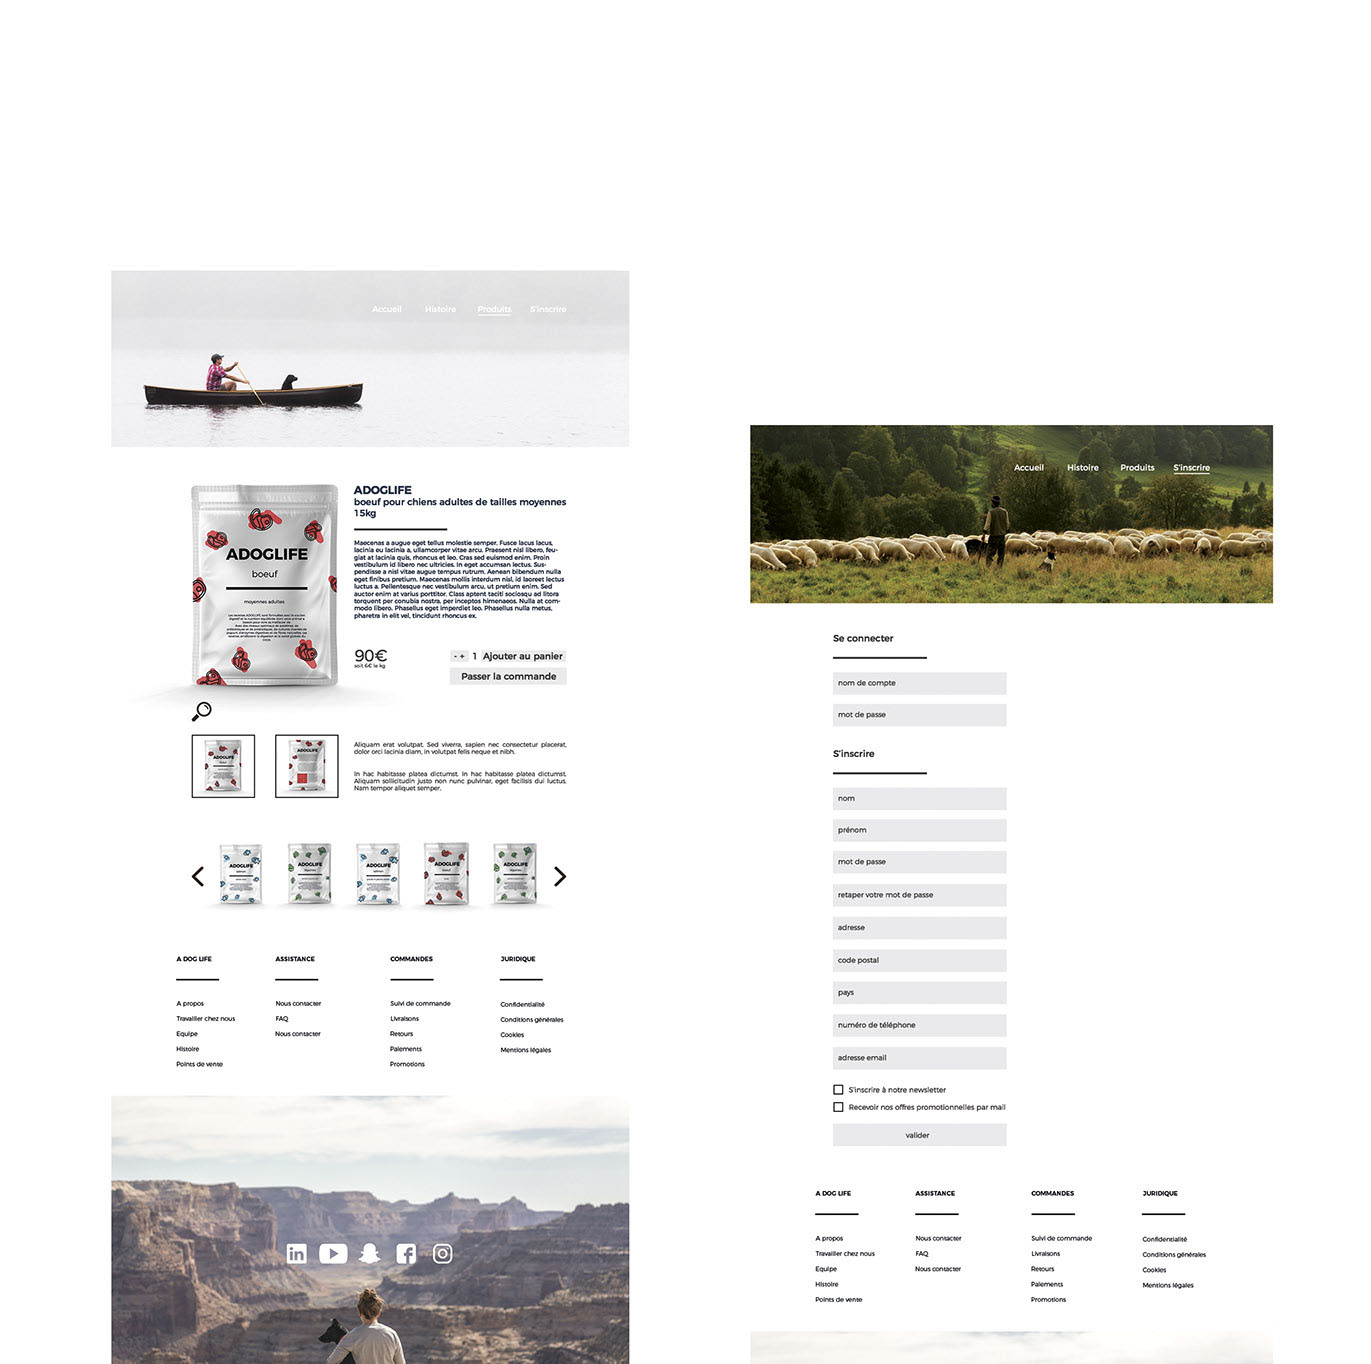 Accueil Histoire Produits S'inscrire
ADOGLIFE
boeuf
moyennes adultes
ADOGLIFE
boeuf pour chiens adultes de tailles moyennes
15kg
Maecenas a augue eget tellus molestie semper. Fusce lacus lacus,
lacinia eu lacinia a, ullamcorper vitae arcu. Praesent nisl libero, feu-
giat at lacinia quis, rhoncus et leo. Cras sed euismod enim. Proin
vestibulum id libero nec ultricies. In eget accumsan lectus. Sus-
pendisse a nisl vitae augue tempus rutrum. Aenean bibendum nulla
eget finibus pretium. Maecenas mollis interdum nisl, id laoreet lectus
luctus a. Pellentesque nec vestibulum arcu, ut pretium enim. Sed
auctor enim at varius porttitor. Class aptent taciti sociosqu ad litora
torquent per conubia nostra, per inceptos himenaeos. Nulla at com-
modo libero. Phasellus eget imperdiet leo. Phasellus nulla metus,
pharetra in elit vel, tincidunt rhoncus ex.
90€
soit 6€ le kg
- + 1 Ajouter au panier
Passer la commande
ADOGLIFE
ADOGLIFE
Aliquam erat volutpat. Sed viverra, sapien nec consectetur placerat,
dolor orci lacinia diam, in volutpat felis neque et nibh.
In hac habitasse platea dictumst. In hac habitasse platea dictumst.
Aliquam sollicitudin justo non nunc pulvinar, eget facilisis dui luctus.
Nam tempor aliquet semper.
ADOGLIFE ADOGLIFE ADOGLIFE ADOGLIFE ADOGLIFE
A DOG LIFE
A propos
Travailler chez nous
Equipe
Histoire
Points de vente
ASSISTANCE
Nous contacter
FAQ
Nous contacter
COMMANDES
Suivi de commande
Livraisons
Retours
Paiements
Promotions
JURIDIQUE
Confidentialité
Conditions générales
Cookies
Mentions légales
in
Accueil Histoire Produits S'inscrire
Se connecter
nom de compte
mot de passe
S'inscrire
nom
prénom
mot de passe
retaper votre mot de passe
adresse
code postal
pays
numéro de téléphone
adresse email
S'inscrire à notre newsletter
Recevoir nos offres promotionnelles par mail
valider
A DOG LIFE
A propos
Travailler chez nous
Equipe
Histoire
Points de vente
ASSISTANCE
Nous contacter
FAQ
Nous contacter
COMMANDES
Suivi de commande
Livraisons
Retours
Paiements
Promotions
JURIDIQUE
Confidentialité
Conditions générales
Cookies
Mentions légales